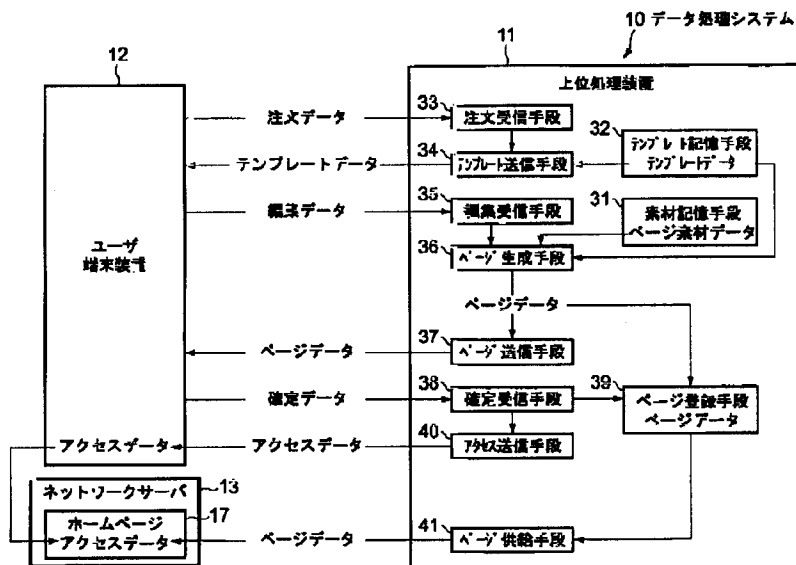 10 データ処理システム
11
12
上位処理装置
33
注文データ
注文受信手段
32
テンプレート記憶手段
テンプレートデータ
34
テンプレートデータ
テンプレート送信手段
35
編集データ
編集受信手段
31
素材記憶手段
ページ素材データ
ユーザ
端末装置
36
ページ生成手段
ページデータ
37
ページデータ
ページ送信手段
38
確定データ
確定受信手段
39
ページ登録手段
ページデータ
40
アクセスデータ
アクセスデータ
アクセス送信手段
ネットワークサーバ
13
ホームページ
アクセスデータ
17
41
ページデータ
ページ供給手段